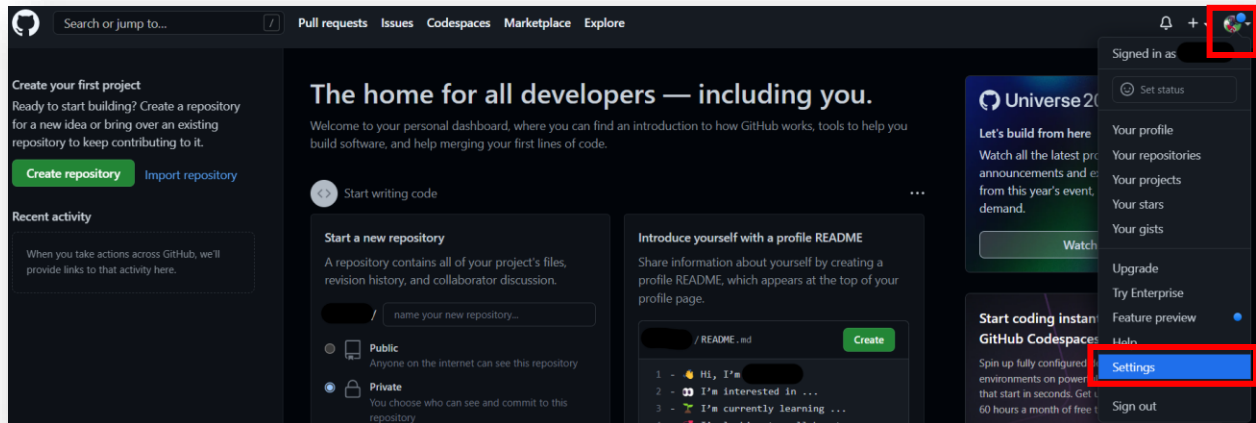 Search or jump to...
/
Pull requests Issues Codespaces Marketplace Explore
Create your first project
Ready to start building? Create a repository
for a new idea or bring over an existing
repository to keep contributing to it.
Create repository Import repository
Recent activity
When you take actions across GitHub, we'll
provide links to that activity here.
The home for all developers — including you.
Welcome to your personal dashboard, where you can find an introduction to how GitHub works, tools to help you
build software, and help merging your first lines of code.
<> Start writing code
...
Start a new repository
A repository contains all of your project's files,
revision history, and collaborator discussion.
/ name your new repository...
Public
Anyone on the internet can see this repository
Private
You choose who can see and commit to this
repository
Introduce yourself with a profile README
Share information about yourself by creating a
profile README, which appears at the top of your
profile page.
/ README.md Create
1 - 👋 Hi, I'm
2 - 👀 I'm interested in ...
3 - 🌱 I'm currently learning ...
Universe 20
Let's build from here
Watch all the latest
announcements and
from this year's event,
demand.
Watch
Start coding
GitHub Codespaces
Spin up fully configured
environments on
that start in seconds. Get
60 hours a month of free
Signed in as
Set status
Your profile
Your repositories
Your projects
Your stars
Your gists
Upgrade
Try Enterprise
Feature preview
Help
Settings
Sign out